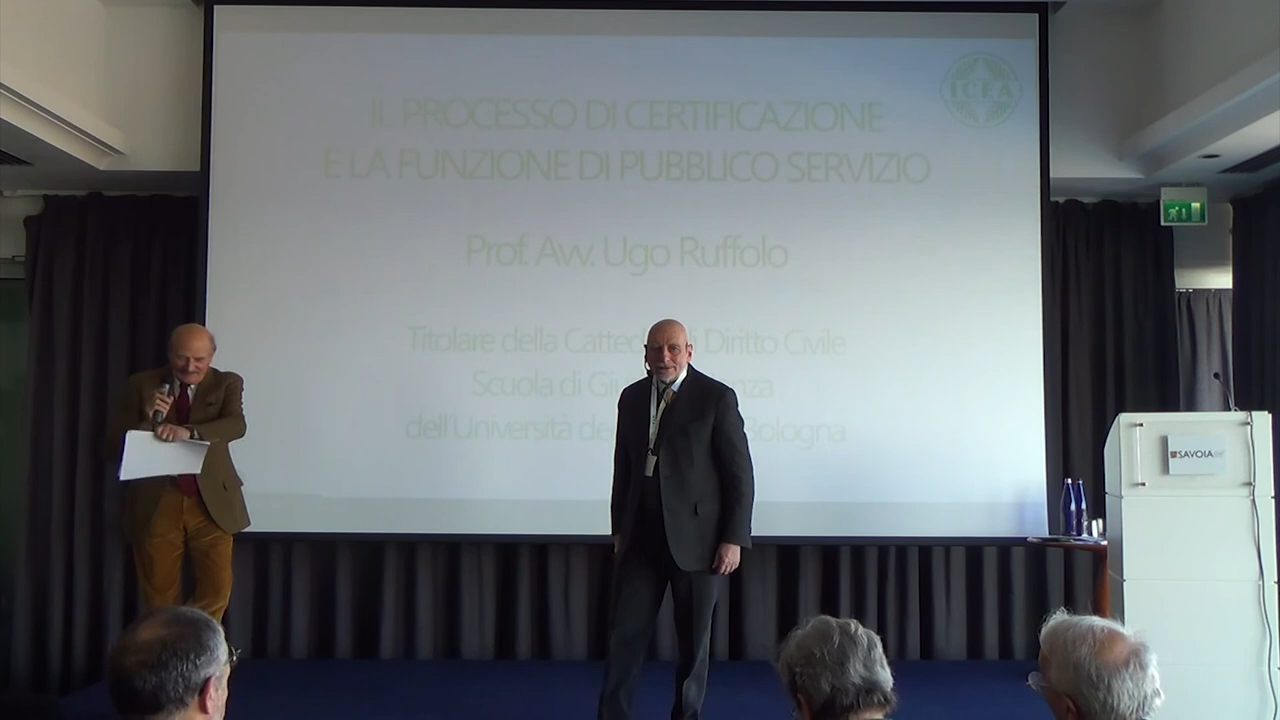 ICEA
IL PROCESSO DI CERTIFICAZIONE
E LA FUNZIONE DI PUBBLICO SERVIZIO
Prof. Avv. Ugo Ruffolo
Titolare della Diritto Civile
Scuola di
dell'Università Bologna
SAVOIA